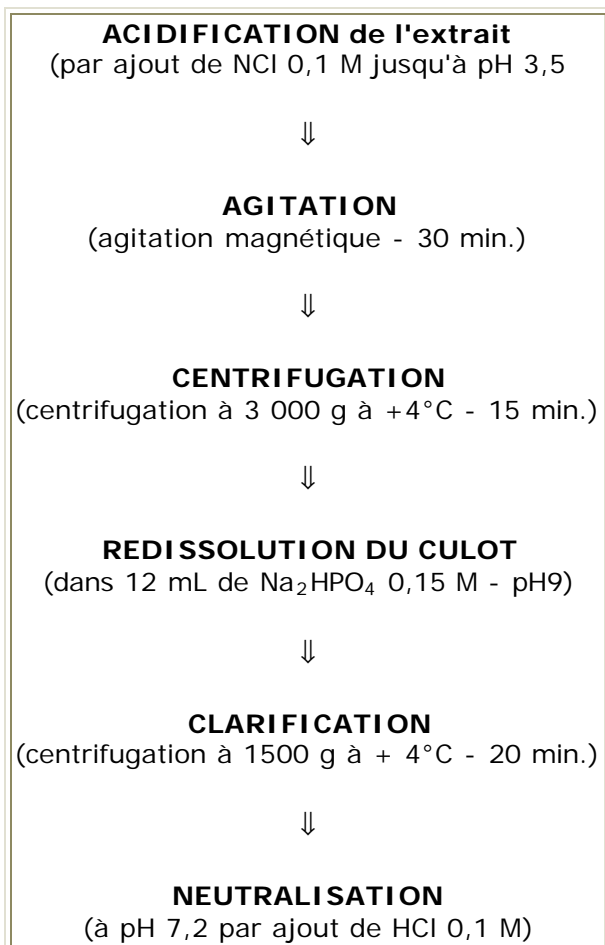 ACIDIFICATION de l'extrait
(par ajout de NCl 0,1 M jusqu'à pH 3,5
⇓
AGITATION
(agitation magnétique - 30 min.)
⇓
CENTRIFUGATION
(centrifugation à 3 000 g à +4°C - 15 min.)
⇓
REDISSOLUTION DU CULOT
(dans 12 mL de Na₂HPO₄ 0,15 M - pH9)
⇓
CLARIFICATION
(centrifugation à 1500 g à + 4°C - 20 min.)
⇓
NEUTRALISATION
(à pH 7,2 par ajout de HCl 0,1 M)